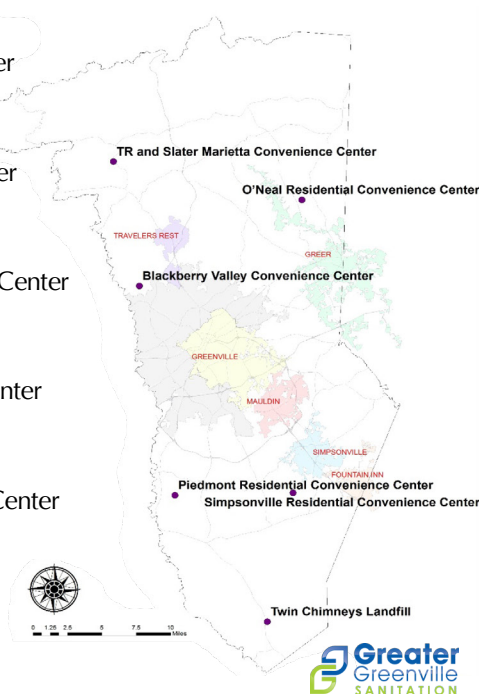 er
TR and Slater Marietta Convenience Center
er
O'Neal Residential Convenience Center
TRAVELERS REST
GREER
Center
Blackberry Valley Convenience Center
GREENVILLE
nter
MAULDIN
SIMPSONVILLE
FOUNTAIN INN
Piedmont Residential Convenience Center
Center
Simpsonville Residential Convenience Center
Twin Chimneys Landfill
0 1.25 2.5 5 7.5 10
Miles
Greater
Greenville
SANITATION